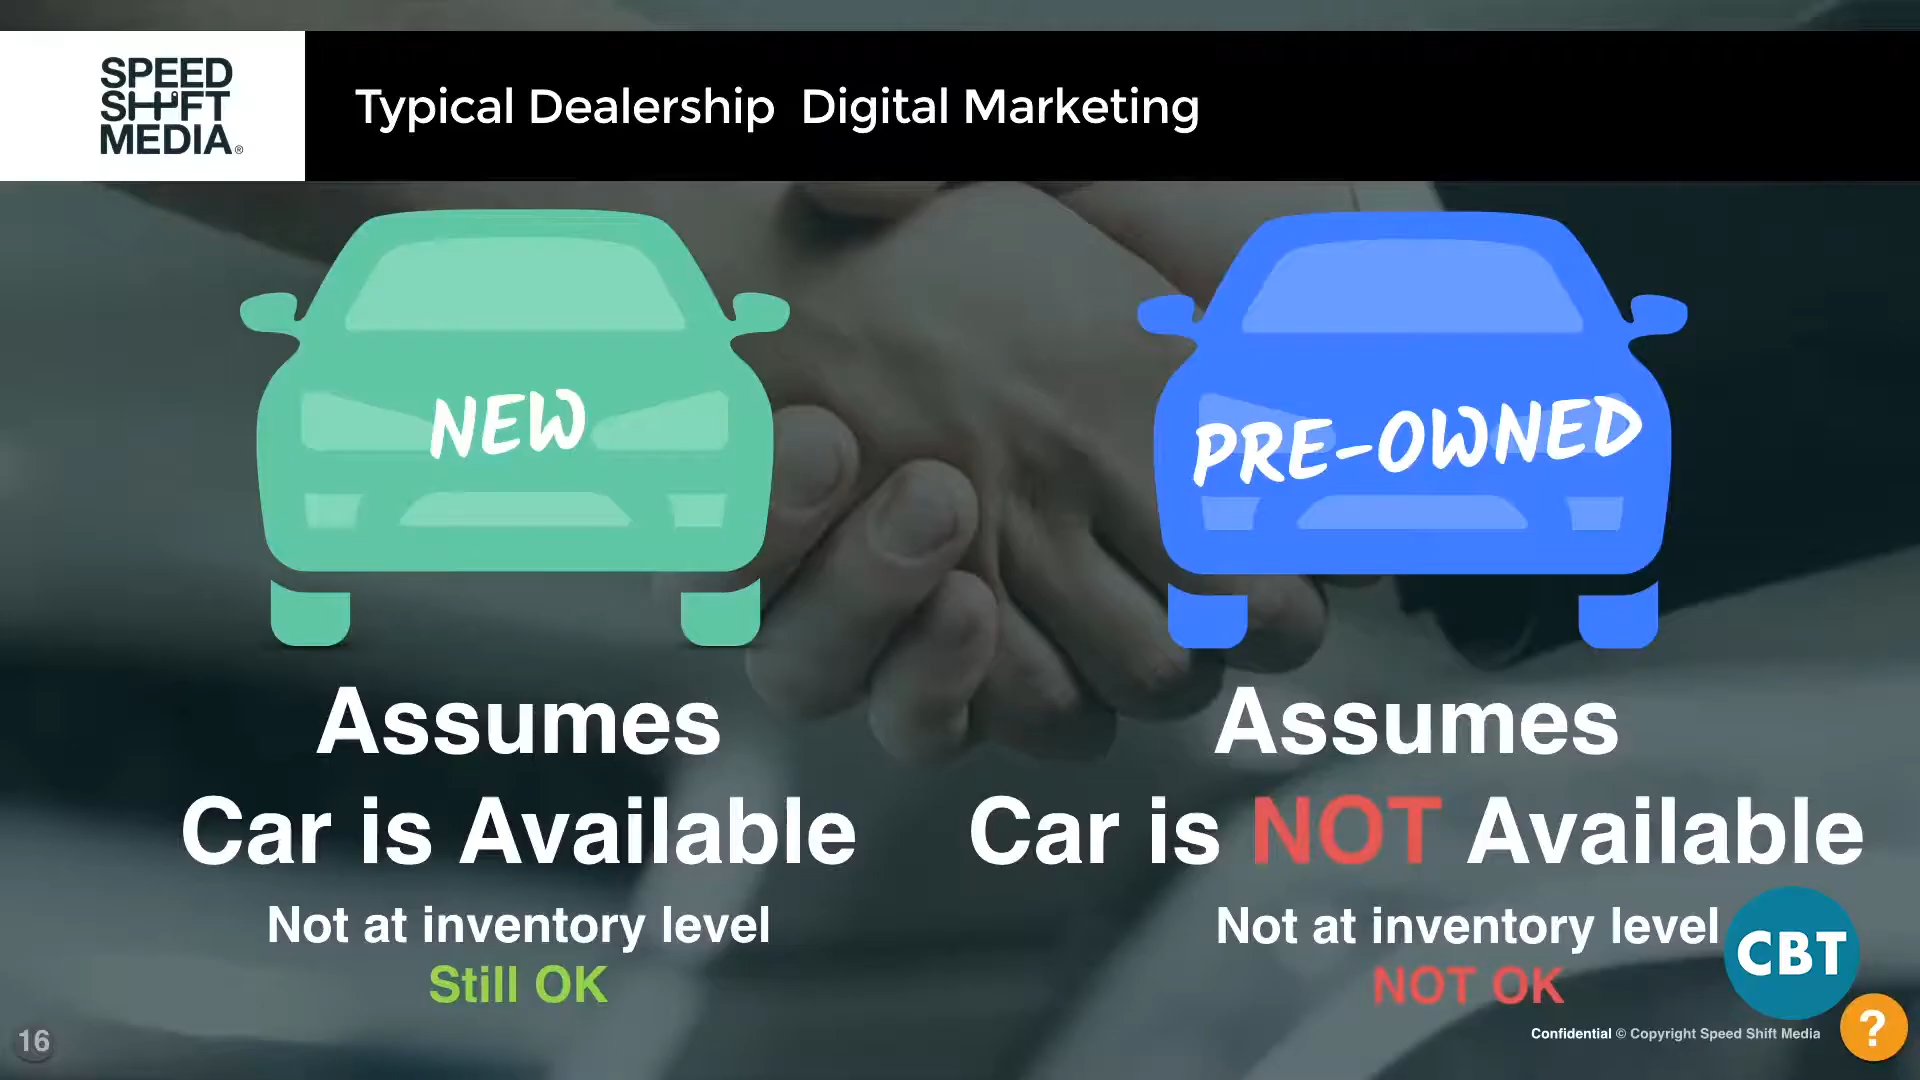 SPEED
SHIFT
MEDIA®
Typical Dealership Digital Marketing
NEW
PRE-OWNED
Assumes
Car is Available
Not at inventory level
Still OK
Assumes
Car is NOT Available
Not at inventory level
NOT OK
CBT
?
16
Confidential © Copyright Speed Shift Media